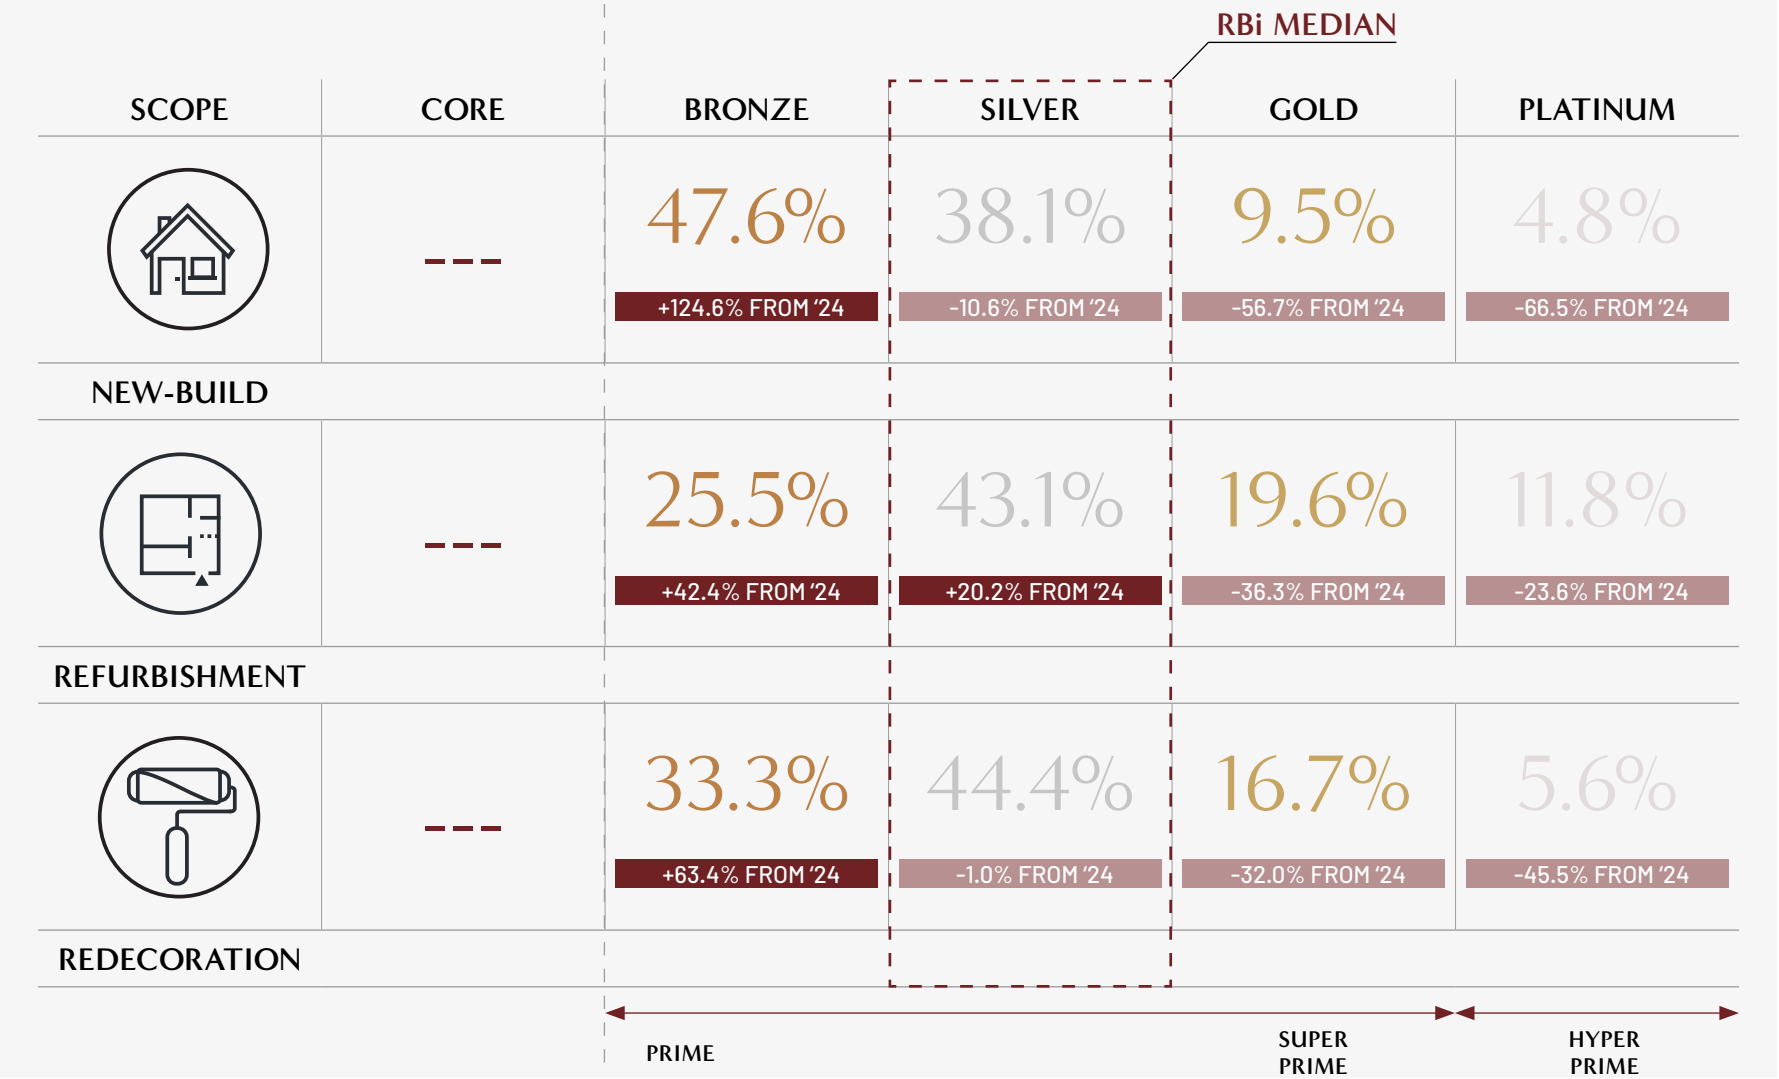 RBi MEDIAN
SCOPE CORE BRONZE SILVER GOLD PLATINUM
47.6% 38.1% 9.5% 4.8%
+124.6% FROM ‘24 -10.6% FROM ‘24 -56.7% FROM ‘24 -66.5% FROM ‘24
NEW-BUILD
25.5% 43.1% 19.6% 11.8%
+42.4% FROM ‘24 +20.2% FROM ‘24 -36.3% FROM ‘24 -23.6% FROM ‘24
REFURBISHMENT
33.3% 44.4% 16.7% 5.6%
+63.4% FROM ‘24 -1.0% FROM ‘24 -32.0% FROM ‘24 -45.5% FROM ‘24
REDECORATION
PRIME
SUPER
PRIME
HYPER
PRIME